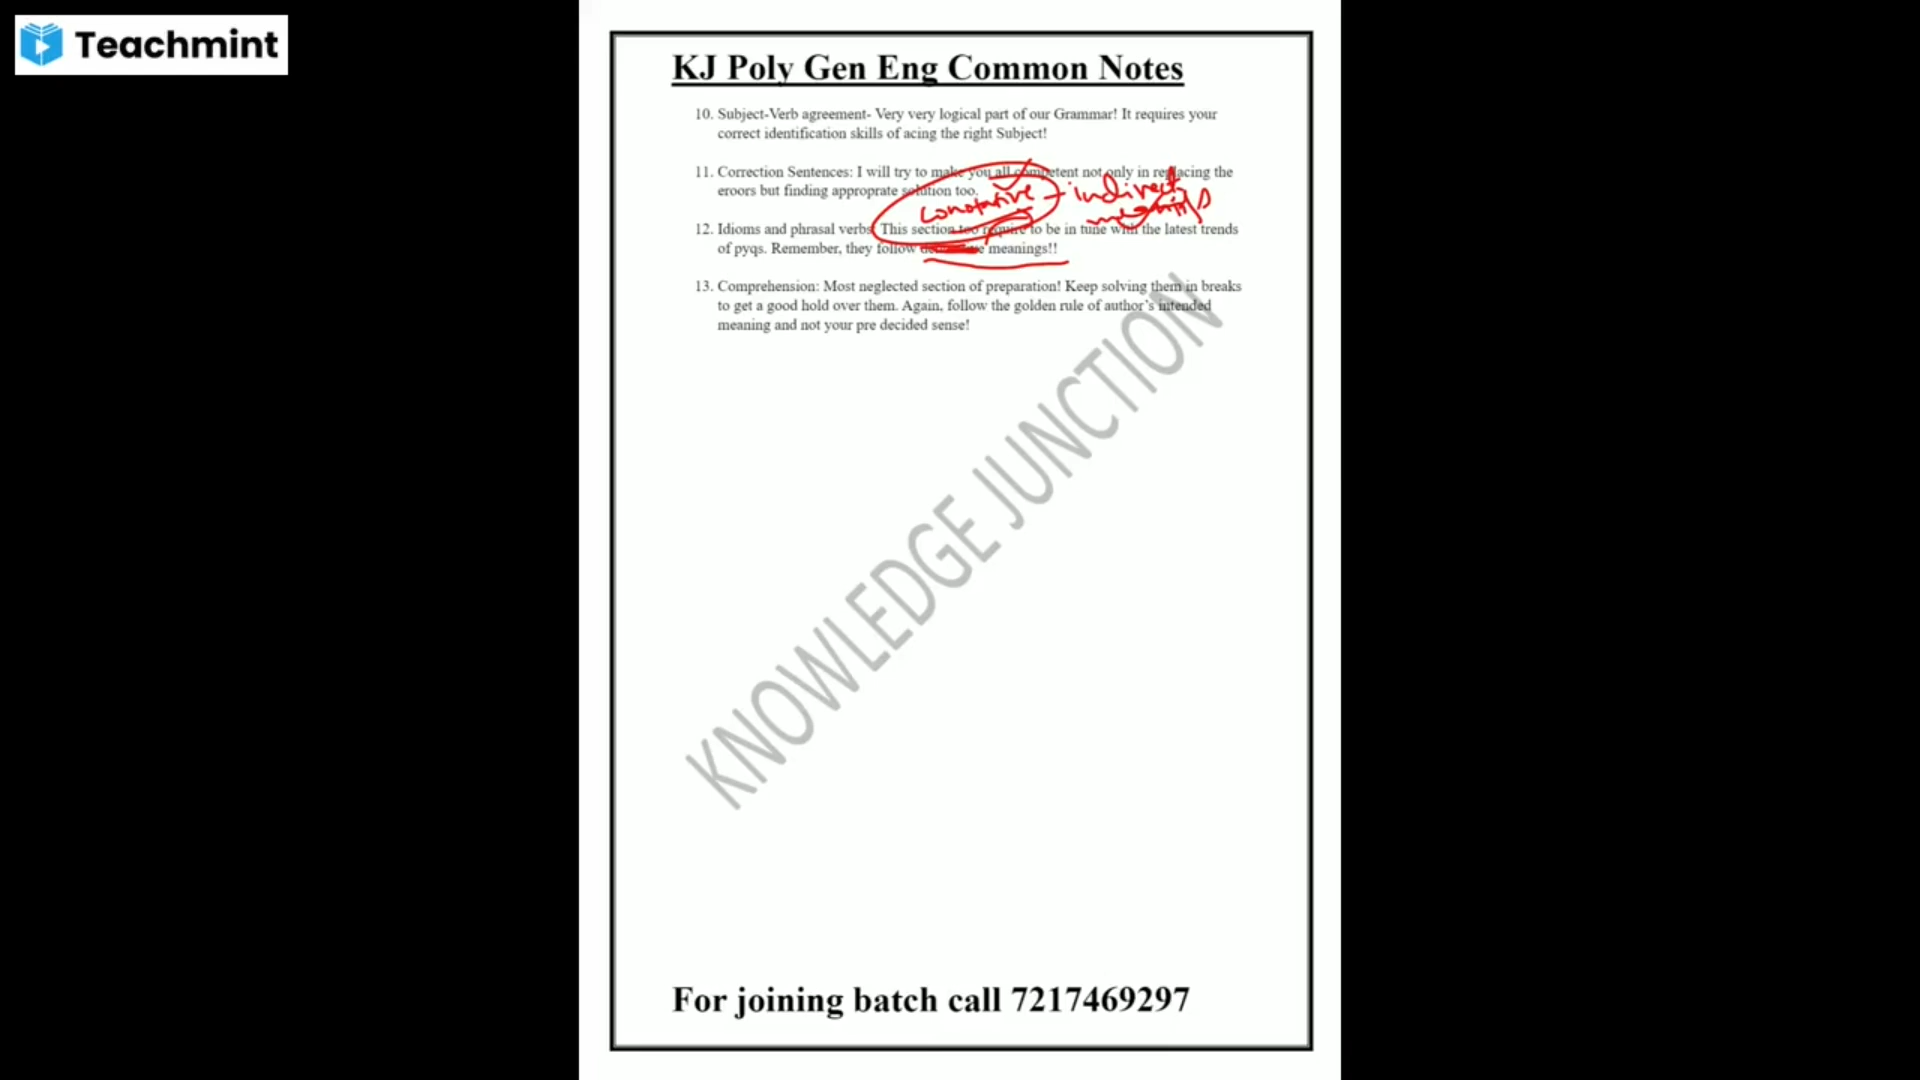 Teachmint
KJ Poly Gen Eng Common Notes
10. Subject-Verb agreement- Very very logical part of our Grammar! It requires your
correct identification skills of acing the right Subject!
11. Correction Sentences: I will try to make you all competent not only in replacing the
eroors but finding approprate solution too.
conotative - indirect
meanings
12. Idioms and phrasal verbs: This section too require to be in tune with the latest trends
of pyqs. Remember, they follow meanings!!
13. Comprehension: Most neglected section of preparation! Keep solving them in breaks
to get a good hold over them. Again, follow the golden rule of author's intended
meaning and not your pre decided sense!
KNOWLEDGE JUNCTION
For joining batch call 7217469297